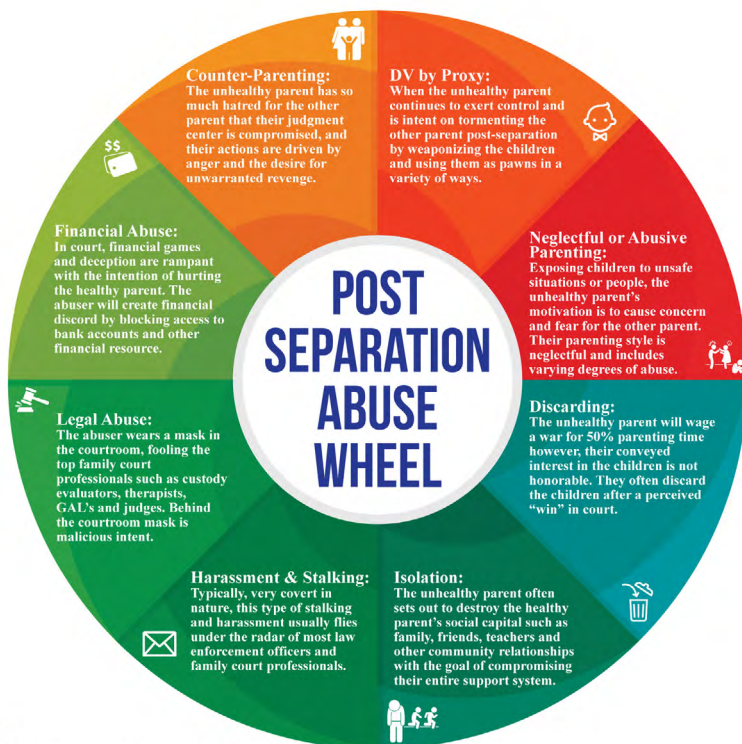 POST
SEPARATION
ABUSE
WHEEL
Counter-Parenting:
The unhealthy parent has so
much hatred for the other
parent that their judgment
center is compromised, and
their actions are driven by
anger and the desire for
unwarranted revenge.
DV by Proxy:
When the unhealthy parent
continues to exert control and
is intent on tormenting the
other parent post-separation
by weaponizing the children
and using them as pawns in a
variety of ways.
Neglectful or Abusive
Parenting:
Exposing children to unsafe
situations or people, the
unhealthy parent's
motivation is to cause concern
and fear for the other parent.
Their parenting style is
neglectful and includes
varying degrees of abuse.
Discarding:
The unhealthy parent will wage
a war for 50% parenting time
however, their conveyed
interest in the children is not
honorable. They often discard
the children after a perceived
"win" in court.
Isolation:
The unhealthy parent often
sets out to destroy the healthy
parent's social capital such as
family, friends, teachers and
other community relationships
with the goal of compromising
their entire support system.
Harassment & Stalking:
Typically, very covert in
nature, this type of stalking
and harassment usually flies
under the radar of most law
enforcement officers and
family court professionals.
Legal Abuse:
The abuser wears a mask in
the courtroom, fooling the
top family court
professionals such as custody
evaluators, therapists,
GAL's and judges. Behind
the courtroom mask is
malicious intent.
$$
Financial Abuse:
In court, financial games
and deception are rampant
with the intention of hurting
the healthy parent. The
abuser will create financial
discord by blocking access to
bank accounts and other
financial resource.